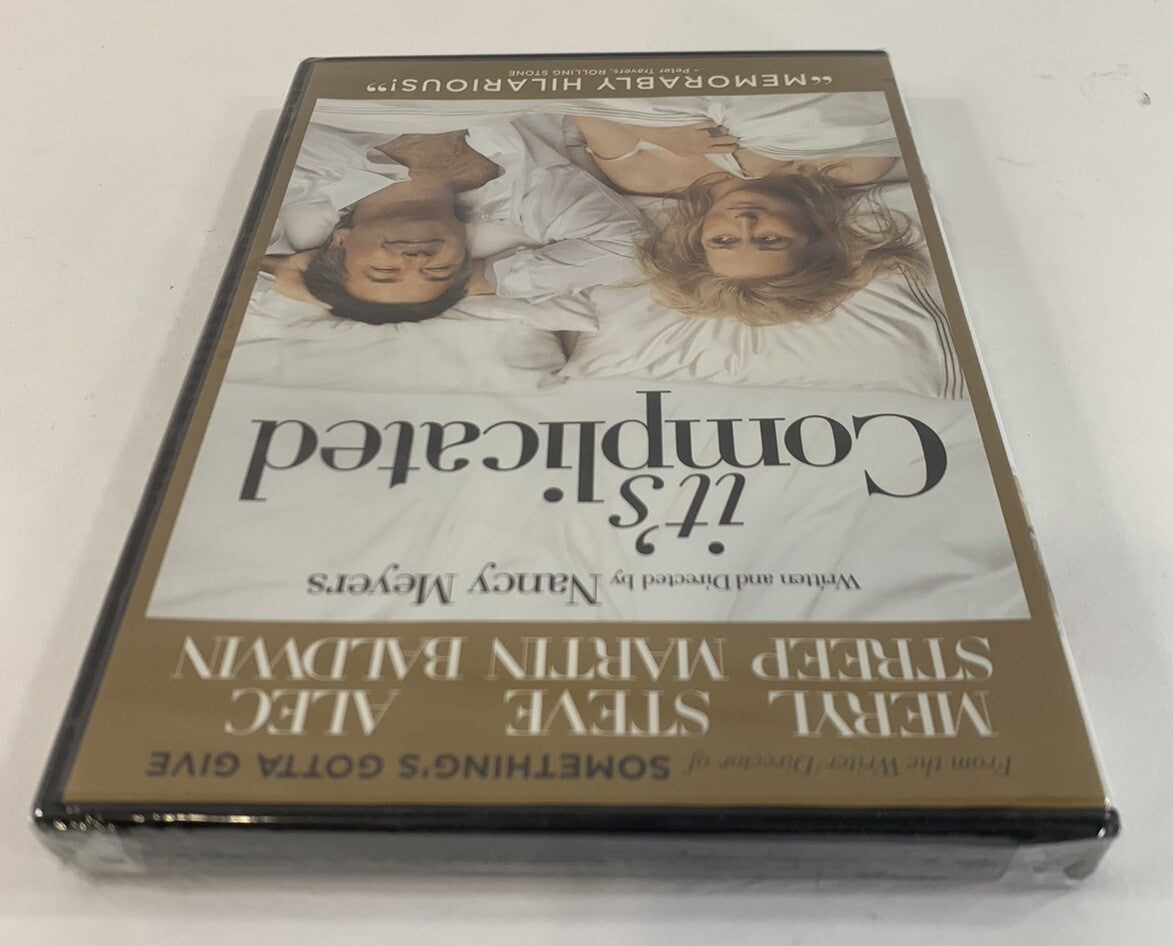 From the Writer/Director of SOMETHING'S GOTTA GIVE
MERYL STEVE ALEC
STREEP MARTIN BALDWIN
Written and Directed by Nancy Meyers
it's
Complicated
"MEMORABLY HILARIOUS!"
- Peter Travers, ROLLING STONE